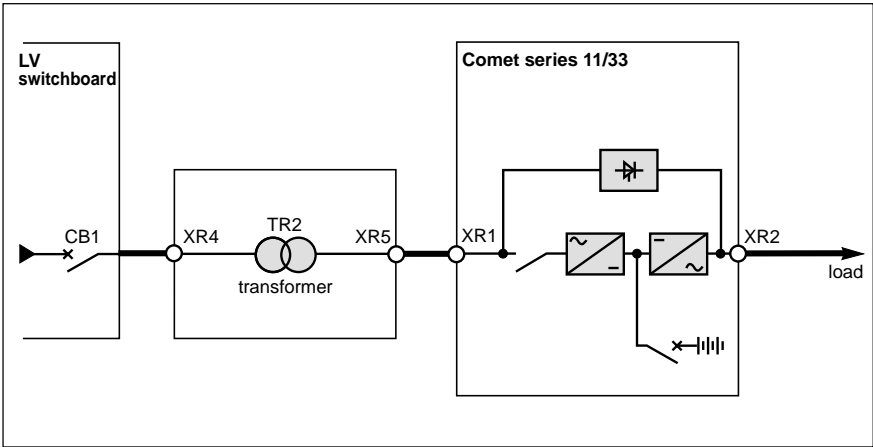 LV
switchboard
CB1
XR4
TR2
transformer
XR5
Comet series 11/33
XR1
XR2
load